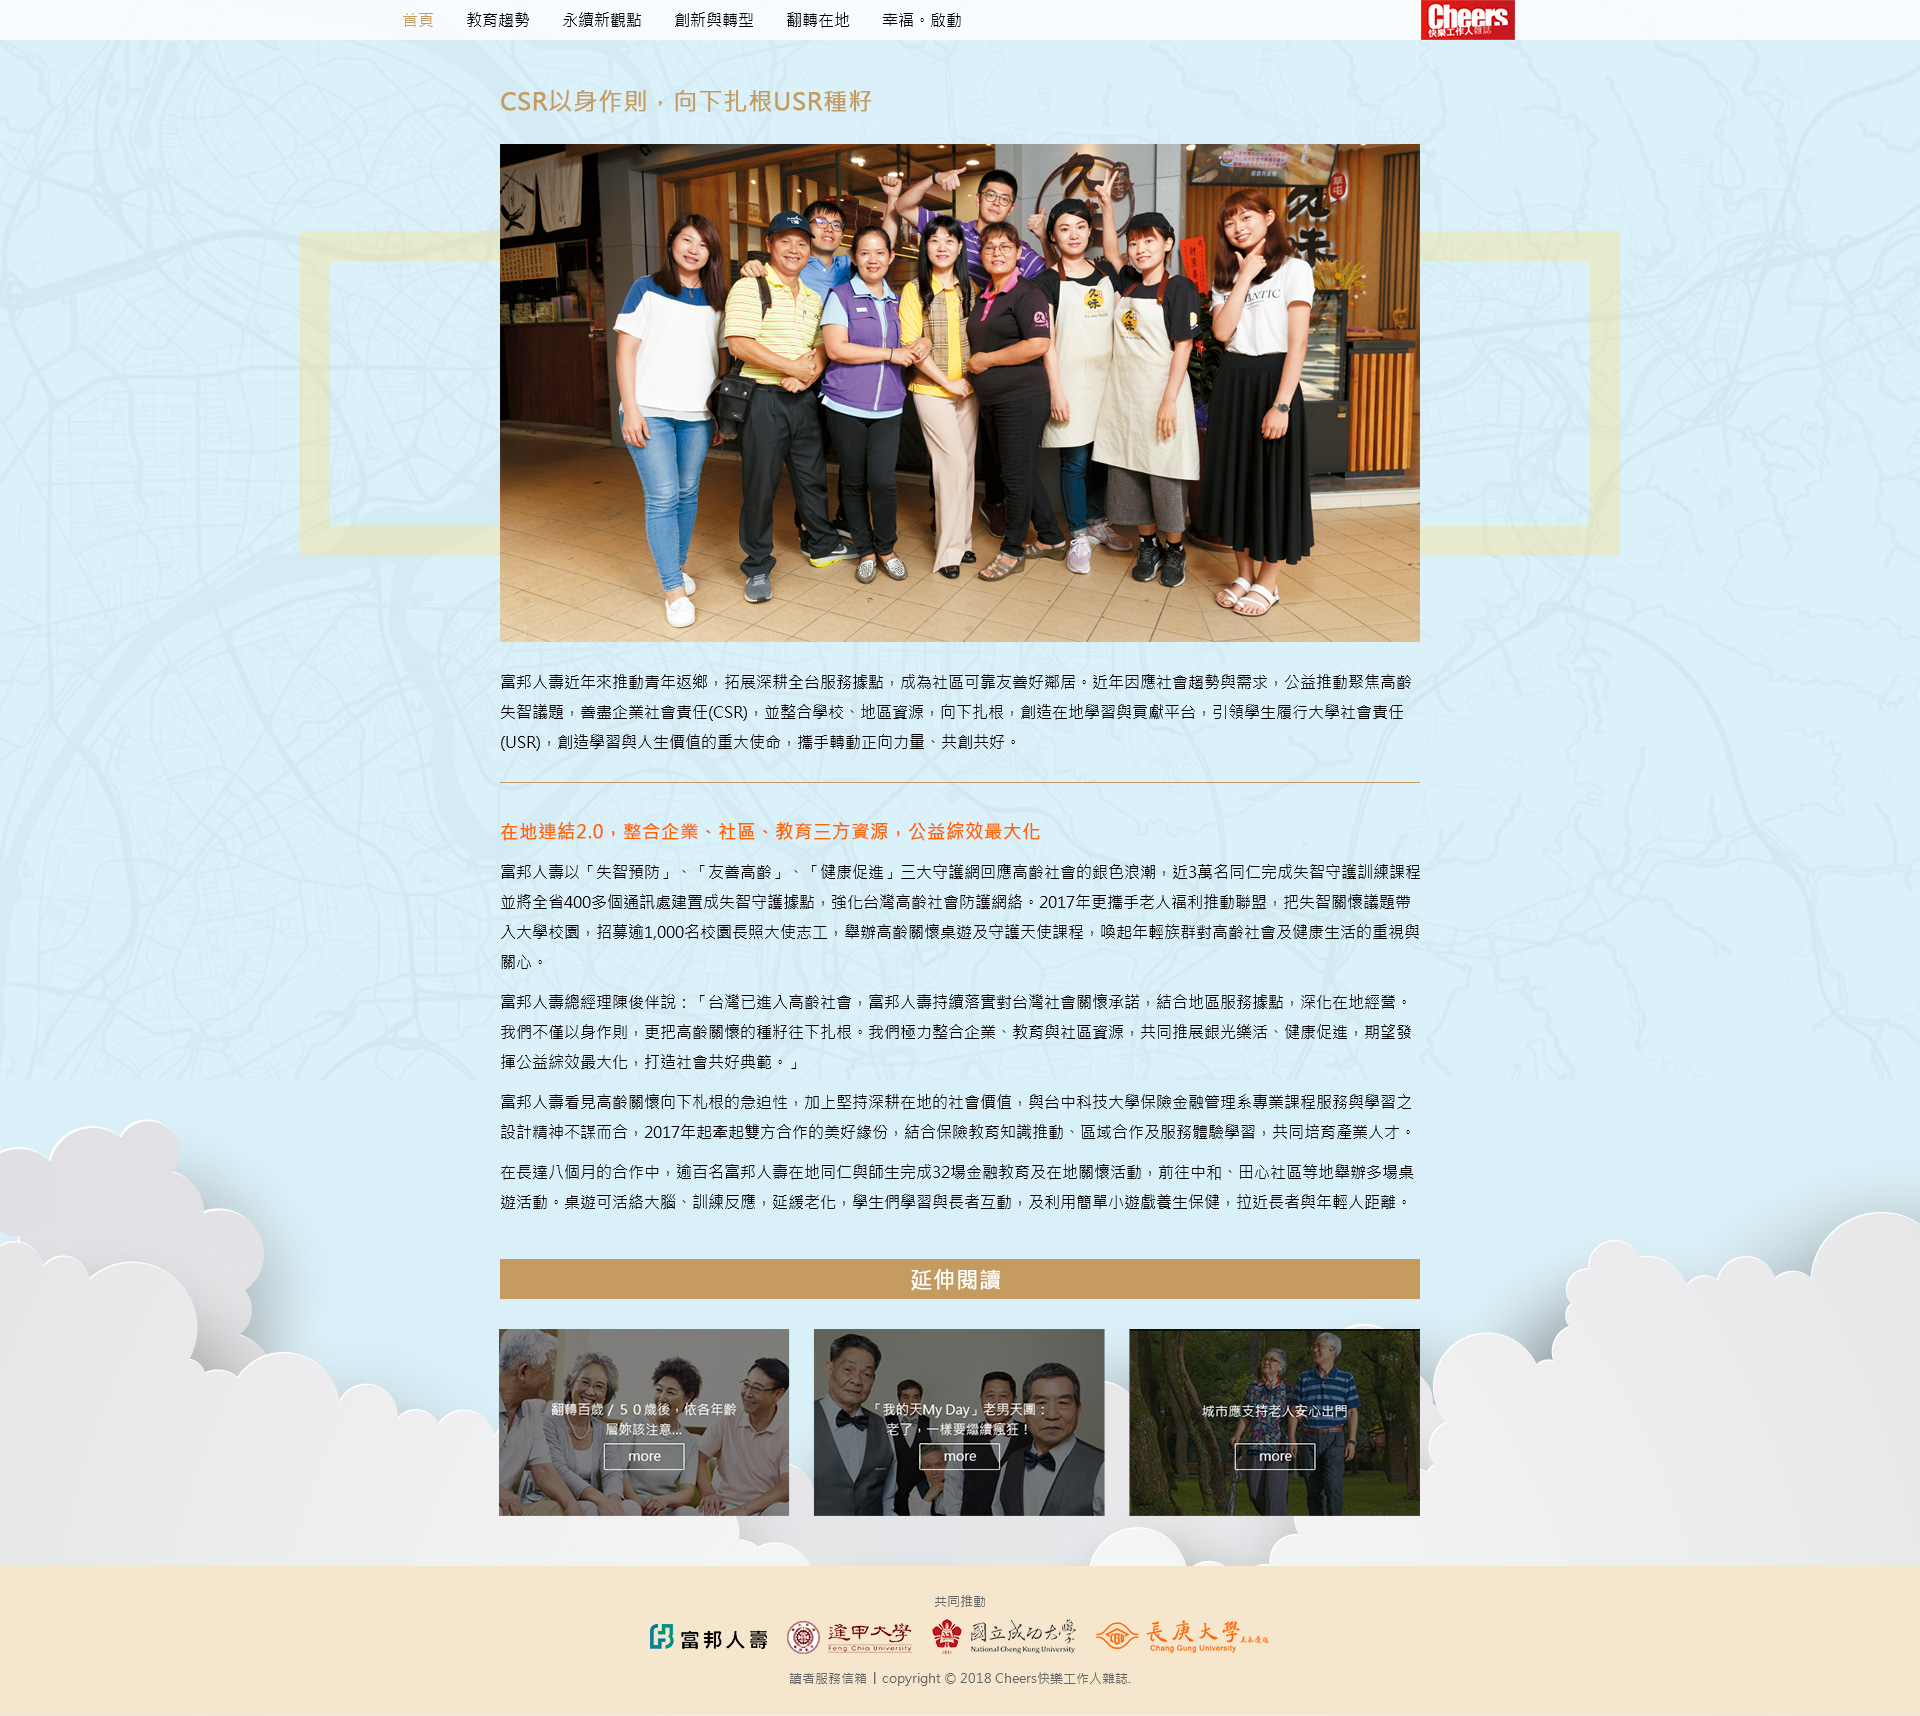 首頁 教育趨勢 永續新觀點 創新與轉型 翻轉在地 幸福。啟動
Cheers
快樂工作人雜誌
CSR以身作則，向下扎根USR種籽
久味
草屯
久味
久味
久味
富邦人壽近年來推動青年返鄉，拓展深耕全台服務據點，成為社區可靠友善好鄰居。近年因應社會趨勢與需求，公益推動聚焦高齡
失智議題，善盡企業社會責任(CSR)，並整合學校、地區資源，向下扎根，創造在地學習與貢獻平台，引領學生履行大學社會責任
(USR)，創造學習與人生價值的重大使命，攜手轉動正向力量、共創共好。
在地連結2.0，整合企業、社區、教育三方資源，公益綜效最大化
富邦人壽以「失智預防」、「友善高齡」、「健康促進」三大守護網回應高齡社會的銀色浪潮，近3萬名同仁完成失智守護訓練課程
並將全省400多個通訊處建置成失智守護據點，強化台灣高齡社會防護網絡。2017年更攜手老人福利推動聯盟，把失智關懷議題帶
入大學校園，招募逾1,000名校園長照大使志工，舉辦高齡關懷桌遊及守護天使課程，喚起年輕族群對高齡社會及健康生活的重視與
關心。
富邦人壽總經理陳俊伴說：「台灣已進入高齡社會，富邦人壽持續落實對台灣社會關懷承諾，結合地區服務據點，深化在地經營。
我們不僅以身作則，更把高齡關懷的種籽往下扎根。我們極力整合企業、教育與社區資源，共同推展銀光樂活、健康促進，期望發
揮公益綜效最大化，打造社會共好典範。」
富邦人壽看見高齡關懷向下札根的急迫性，加上堅持深耕在地的社會價值，與台中科技大學保險金融管理系專業課程服務與學習之
設計精神不謀而合，2017年起牽起雙方合作的美好緣份，結合保險教育知識推動、區域合作及服務體驗學習，共同培育產業人才。
在長達八個月的合作中，逾百名富邦人壽在地同仁與師生完成32場金融教育及在地關懷活動，前往中和、田心社區等地舉辦多場桌
遊活動。桌遊可活絡大腦、訓練反應，延緩老化，學生們學習與長者互動，及利用簡單小遊戲養生保健，拉近長者與年輕人距離。
延伸閱讀
翻轉百歲 / ５０歲後，依各年齡
層妳該注意...
more
「我的天My Day」老男天團：
老了，一樣要繼續瘋狂！
more
城市應支持老人安心出門
more
共同推動
富邦人壽
逢甲大學
Feng Chia University
國立成功大學
National Cheng Kung University
長庚大學
Chang Gung University
讀者服務信箱 | copyright © 2018 Cheers快樂工作人雜誌.